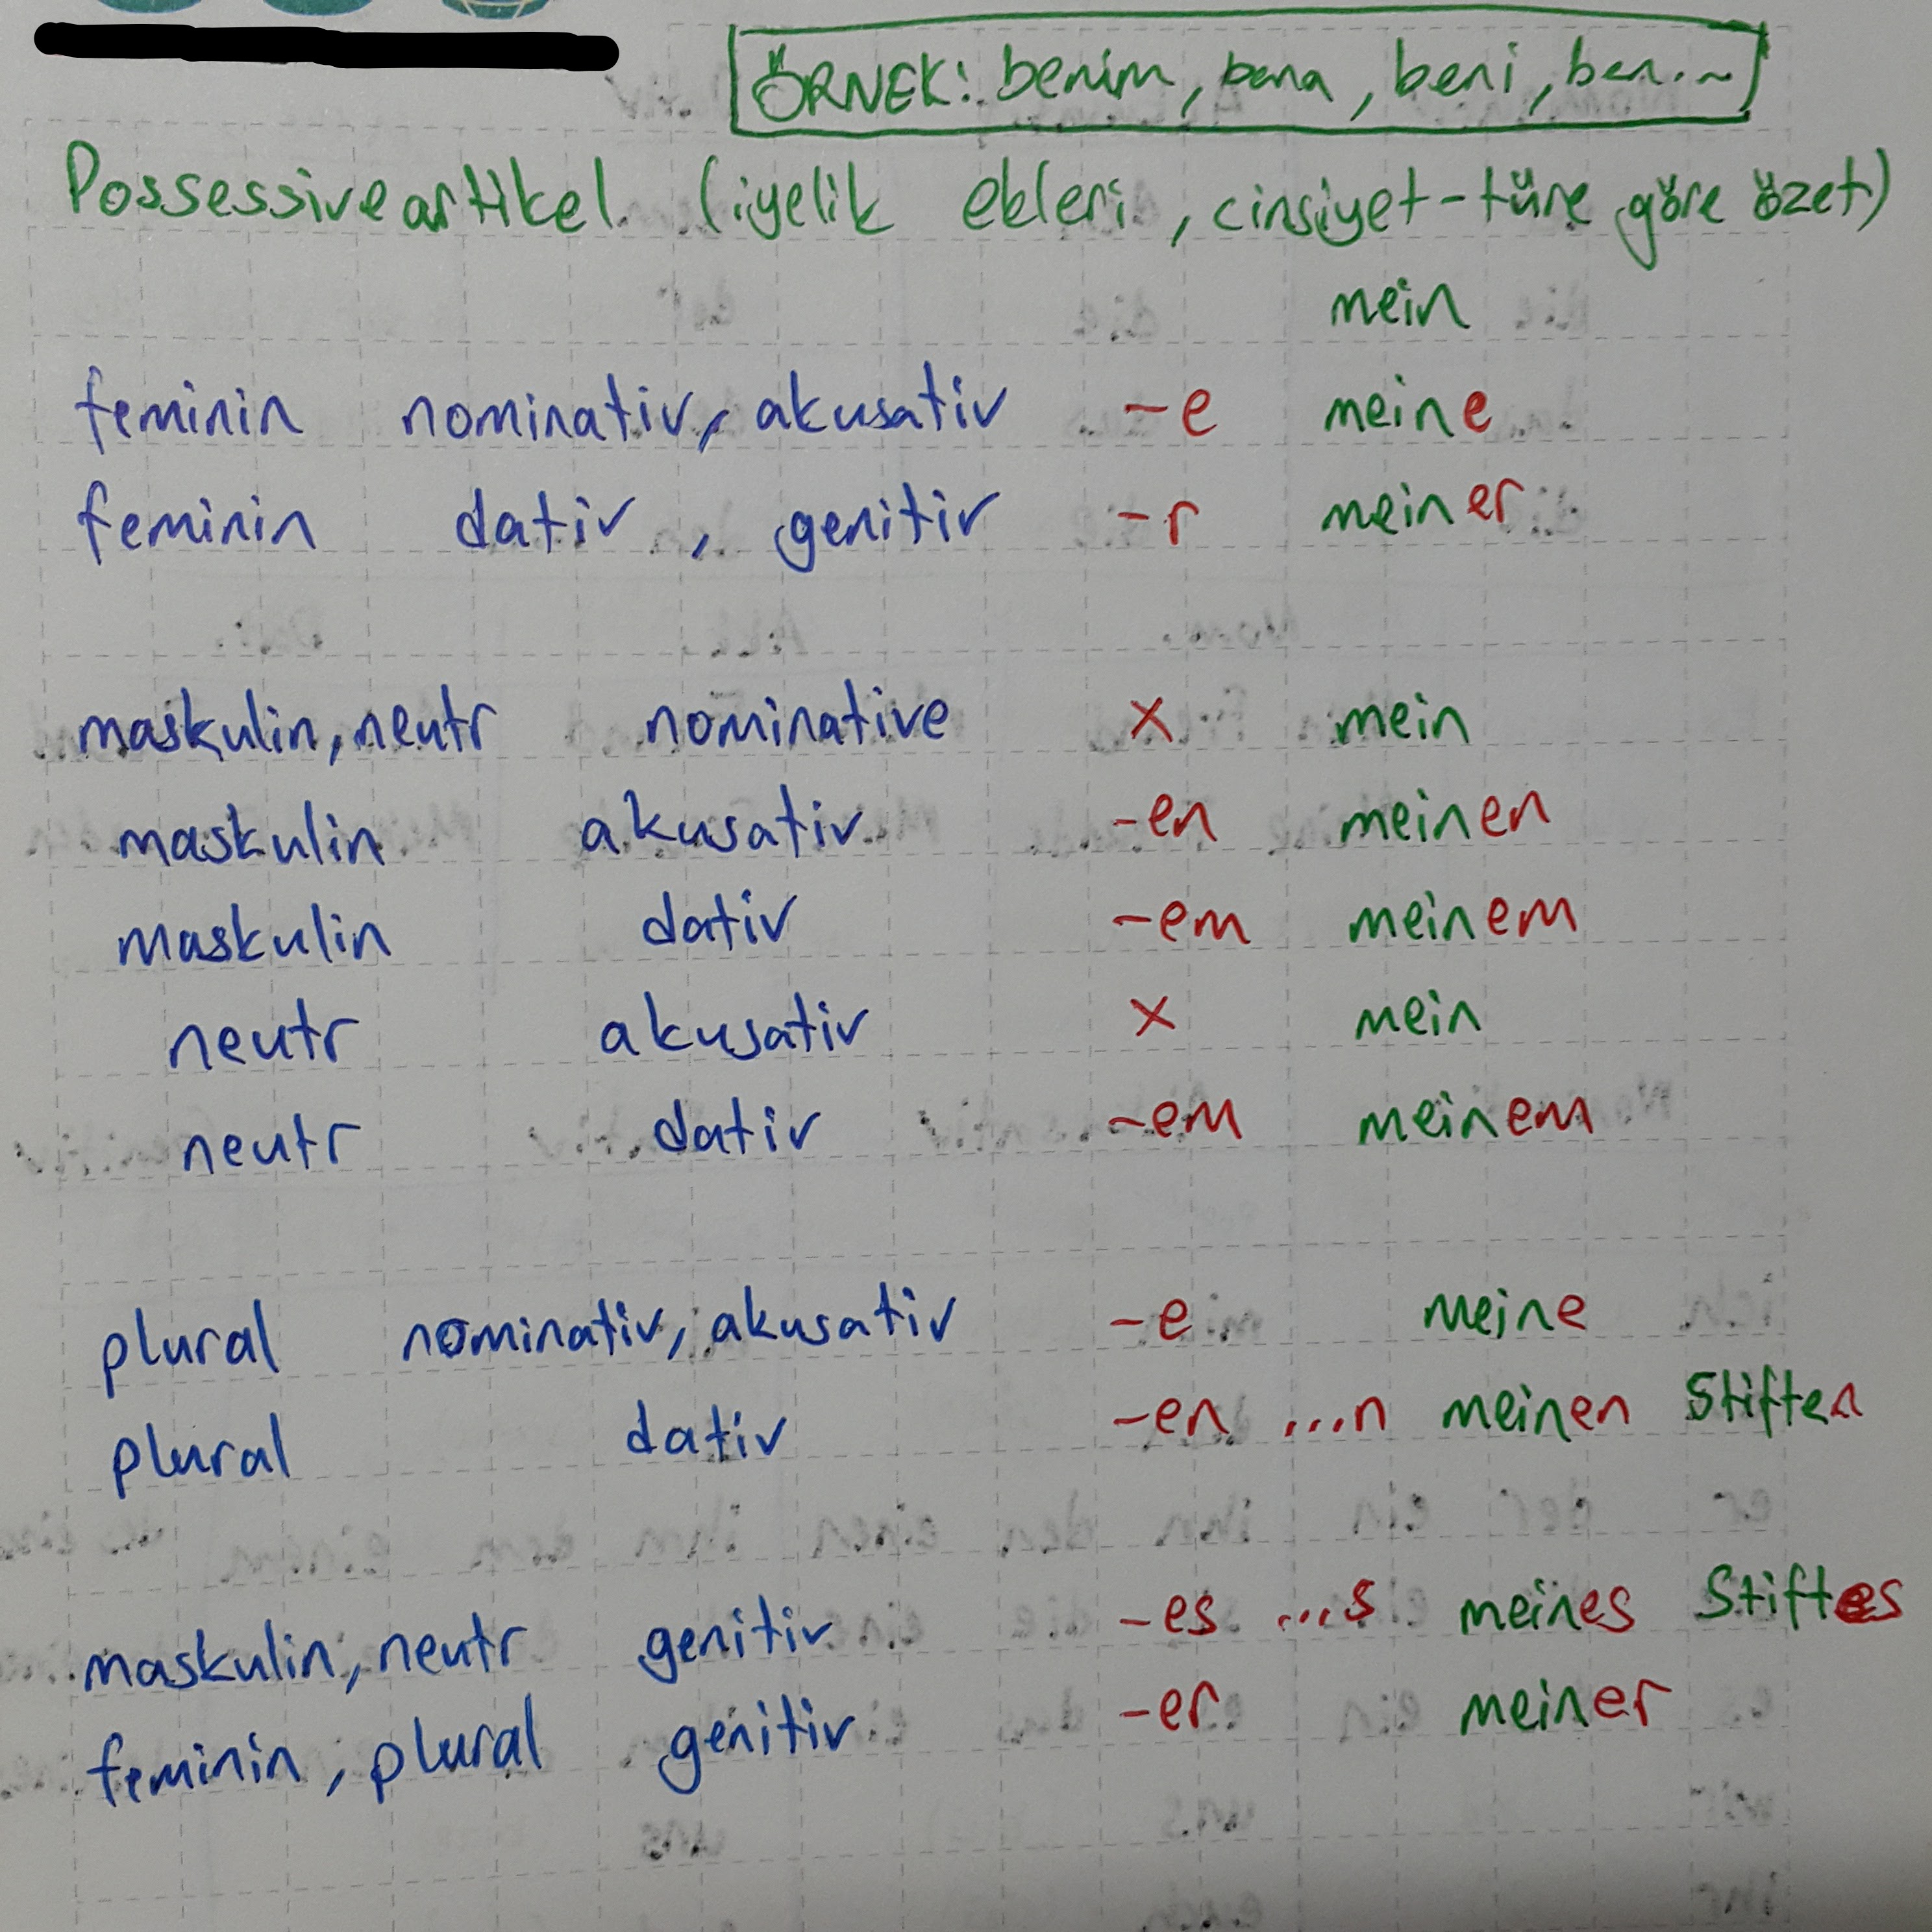 ÖRNEK: benim, bana, beni, ben..~
Possessiveartikel (iyelik ekleri, cinsiyet-türe göre özet)
mein
feminin nominativ, akusativ -e meine
feminin dativ, genitiv -r meiner
maskulin, neutr nominative x mein
maskulin akusativ -en meinen
maskulin dativ -em meinem
neutr akusativ x mein
neutr dativ -em meinem
plural nominativ, akusativ -e meine
plural dativ -en ...n meinen Stiften
maskulin, neutr genitiv -es ...s meines Stiftes
feminin, plural genitiv -er meiner